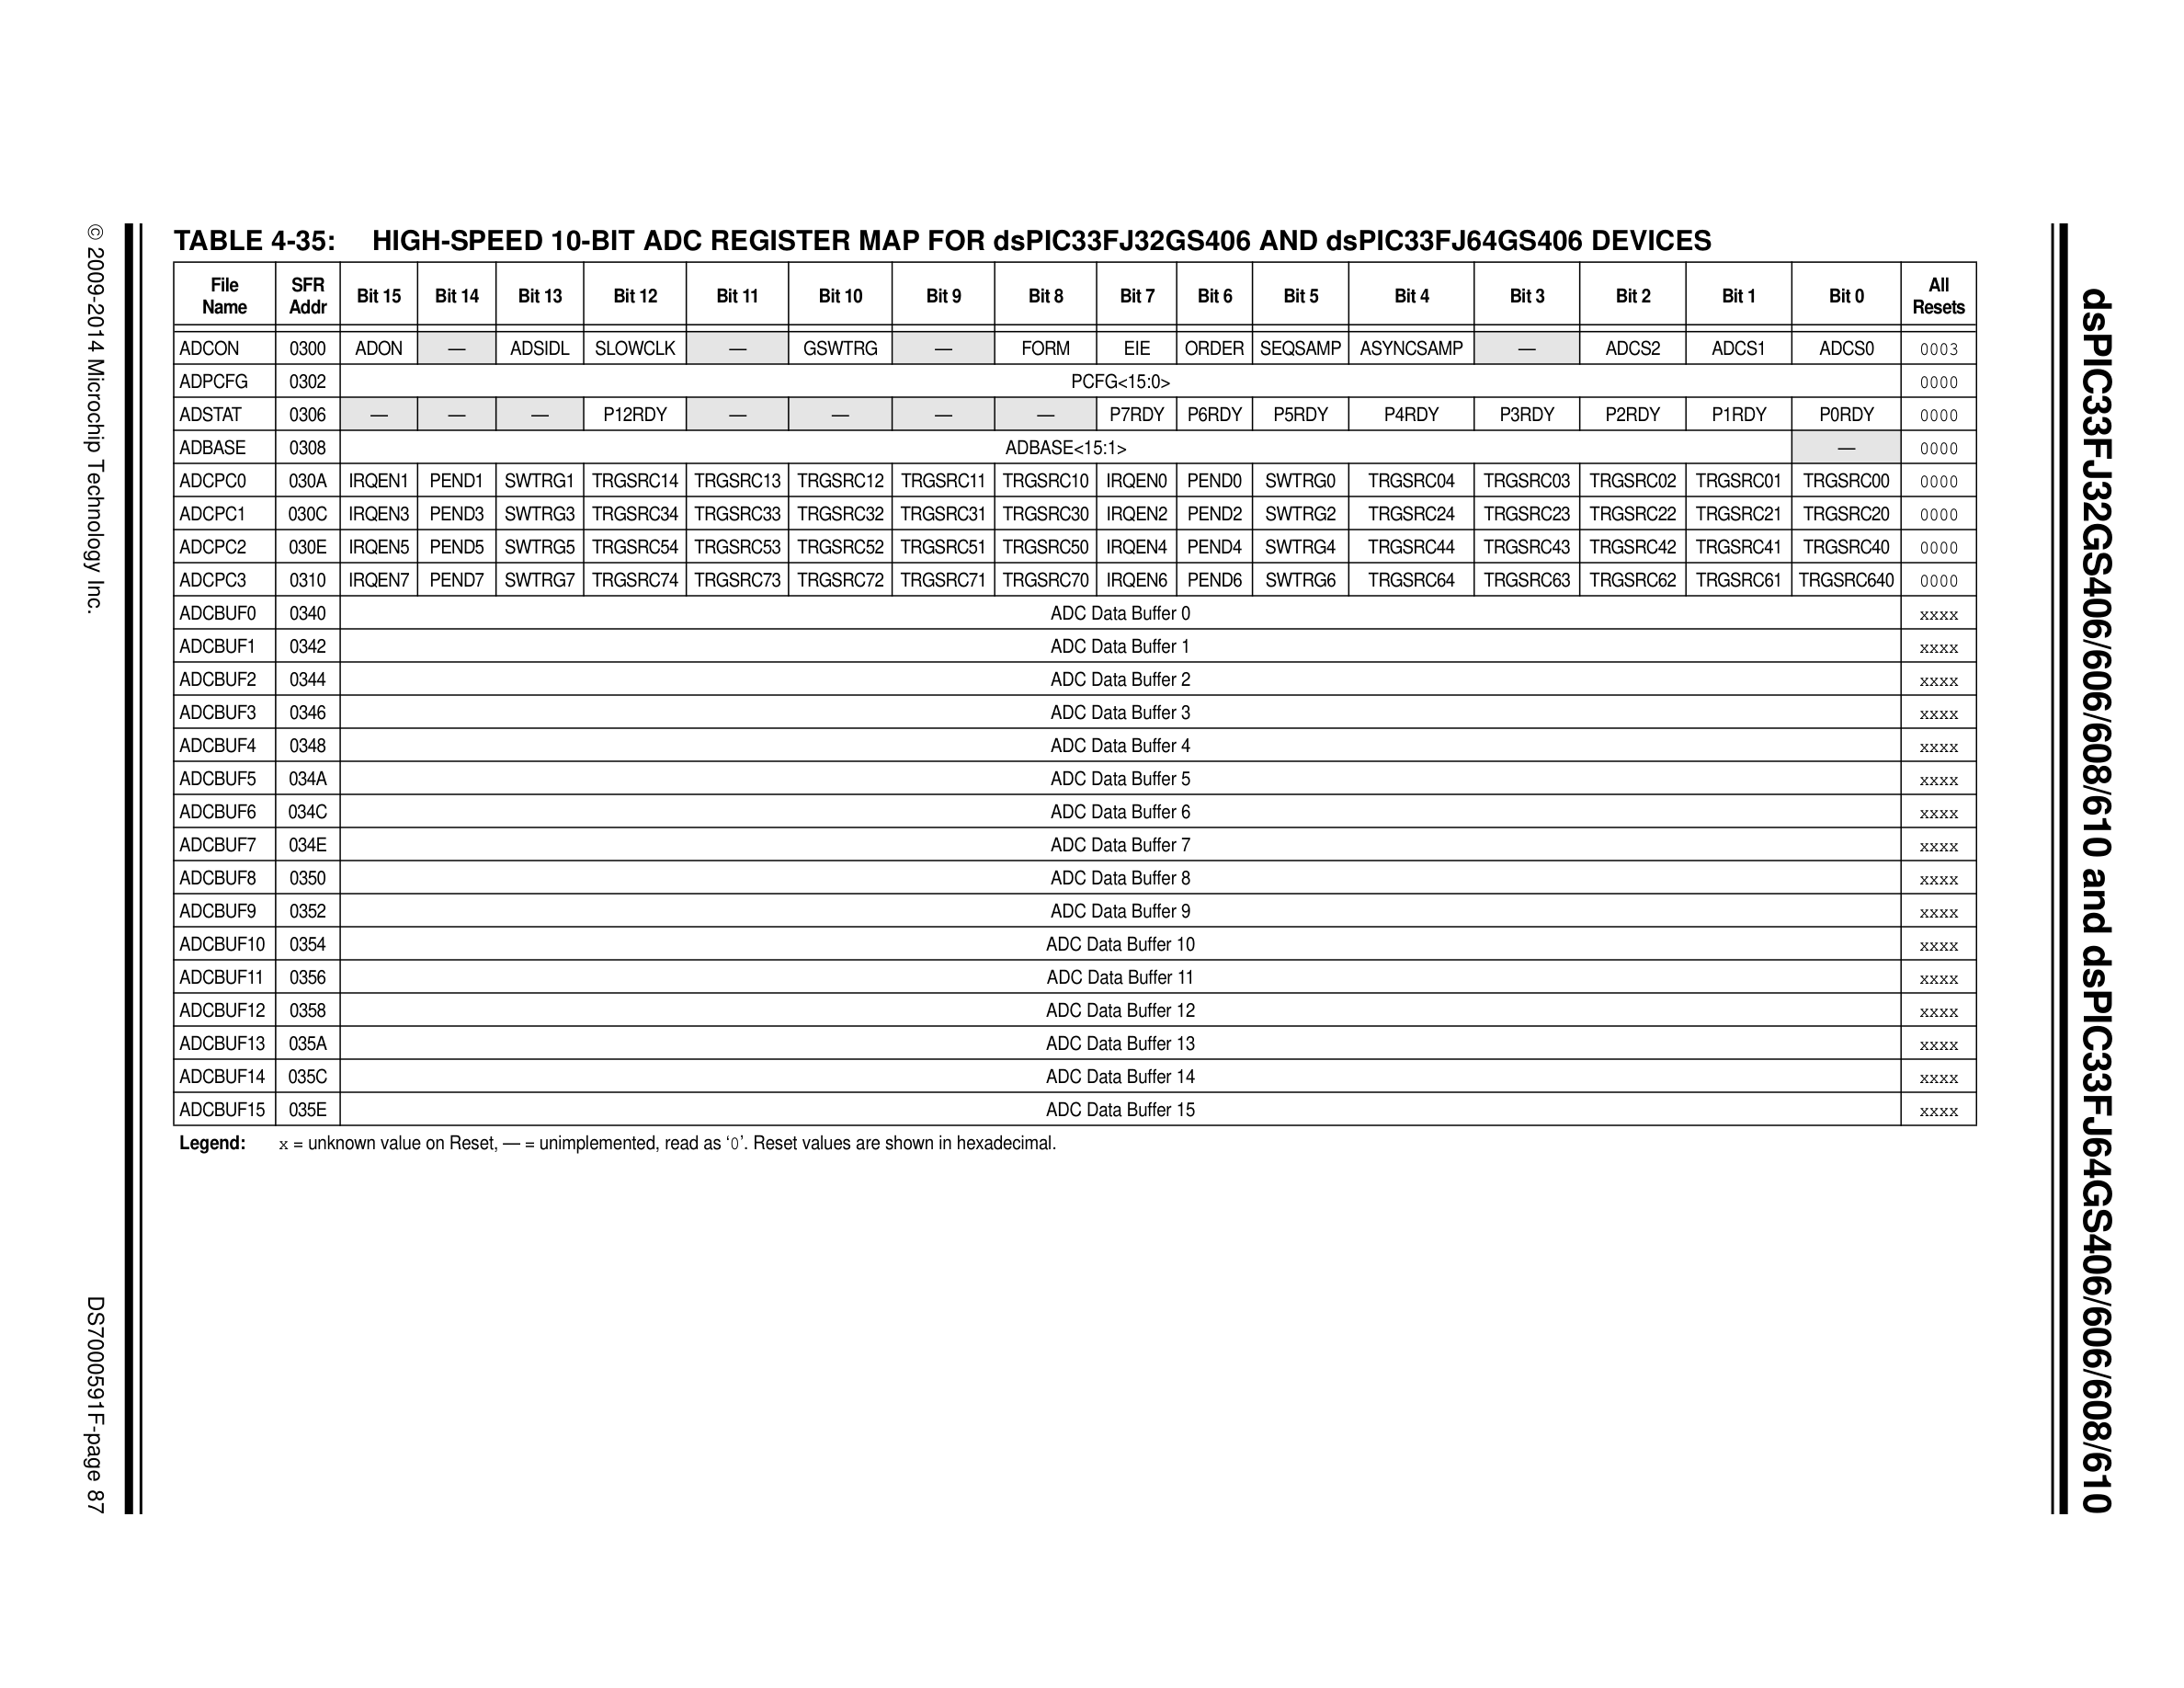 TABLE 4-35: HIGH-SPEED 10-BIT ADC REGISTER MAP FOR dsPIC33FJ32GS406 AND dsPIC33FJ64GS406 DEVICES
File Name SFR Addr Bit 15 Bit 14 Bit 13 Bit 12 Bit 11 Bit 10 Bit 9 Bit 8 Bit 7 Bit 6 Bit 5 Bit 4 Bit 3 Bit 2 Bit 1 Bit 0 All Resets
ADCON 0300 ADON — ADSIDL SLOWCLK — GSWTRG — FORM EIE ORDER SEQSAMP ASYNCSAMP — ADCS2 ADCS1 ADCS0 0003
ADPCFG 0302 PCFG<15:0> 0000
ADSTAT 0306 — — — P12RDY — — — — P7RDY P6RDY P5RDY P4RDY P3RDY P2RDY P1RDY P0RDY 0000
ADBASE 0308 ADBASE<15:1> — 0000
ADCPC0 030A IRQEN1 PEND1 SWTRG1 TRGSRC14 TRGSRC13 TRGSRC12 TRGSRC11 TRGSRC10 IRQEN0 PEND0 SWTRG0 TRGSRC04 TRGSRC03 TRGSRC02 TRGSRC01 TRGSRC00 0000
ADCPC1 030C IRQEN3 PEND3 SWTRG3 TRGSRC34 TRGSRC33 TRGSRC32 TRGSRC31 TRGSRC30 IRQEN2 PEND2 SWTRG2 TRGSRC24 TRGSRC23 TRGSRC22 TRGSRC21 TRGSRC20 0000
ADCPC2 030E IRQEN5 PEND5 SWTRG5 TRGSRC54 TRGSRC53 TRGSRC52 TRGSRC51 TRGSRC50 IRQEN4 PEND4 SWTRG4 TRGSRC44 TRGSRC43 TRGSRC42 TRGSRC41 TRGSRC40 0000
ADCPC3 0310 IRQEN7 PEND7 SWTRG7 TRGSRC74 TRGSRC73 TRGSRC72 TRGSRC71 TRGSRC70 IRQEN6 PEND6 SWTRG6 TRGSRC64 TRGSRC63 TRGSRC62 TRGSRC61 TRGSRC640 0000
ADCBUF0 0340 ADC Data Buffer 0 xxxx
ADCBUF1 0342 ADC Data Buffer 1 xxxx
ADCBUF2 0344 ADC Data Buffer 2 xxxx
ADCBUF3 0346 ADC Data Buffer 3 xxxx
ADCBUF4 0348 ADC Data Buffer 4 xxxx
ADCBUF5 034A ADC Data Buffer 5 xxxx
ADCBUF6 034C ADC Data Buffer 6 xxxx
ADCBUF7 034E ADC Data Buffer 7 xxxx
ADCBUF8 0350 ADC Data Buffer 8 xxxx
ADCBUF9 0352 ADC Data Buffer 9 xxxx
ADCBUF10 0354 ADC Data Buffer 10 xxxx
ADCBUF11 0356 ADC Data Buffer 11 xxxx
ADCBUF12 0358 ADC Data Buffer 12 xxxx
ADCBUF13 035A ADC Data Buffer 13 xxxx
ADCBUF14 035C ADC Data Buffer 14 xxxx
ADCBUF15 035E ADC Data Buffer 15 xxxx
Legend: x = unknown value on Reset, — = unimplemented, read as ‘0’. Reset values are shown in hexadecimal.
dsPIC33FJ32GS406/606/608/610 and dsPIC33FJ64GS406/606/608/610
© 2009-2014 Microchip Technology Inc.
DS7000591F-page 87